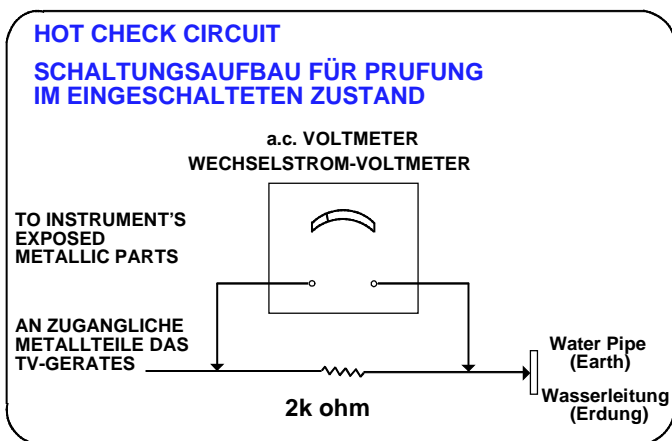 HOT CHECK CIRCUIT
SCHALTUNGSAUFBAU FÜR PRUFUNG
IM EINGESCHALTETEN ZUSTAND
a.c. VOLTMETER
WECHSELSTROM-VOLTMETER
TO INSTRUMENT'S
EXPOSED
METALLIC PARTS
AN ZUGANGLICHE
METALLTEILE DAS
TV-GERATES
2k ohm
Water Pipe
(Earth)
Wasserleitung
(Erdung)